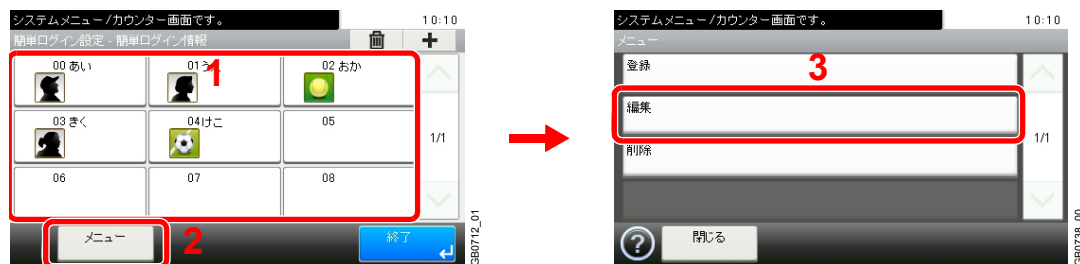 システムメニュー/カウンター画面です。
10:10
簡単ログイン設定 - 簡単ログイン情報
00 あい
01
02 おか
1
03 きく
04けこ
05
1/1
06
07
08
メニュー
2
終了
GB0712_01
システムメニュー/カウンター画面です。
10:10
メニュー
登録
3
編集
1/1
削除
閉じる
GB0738_00